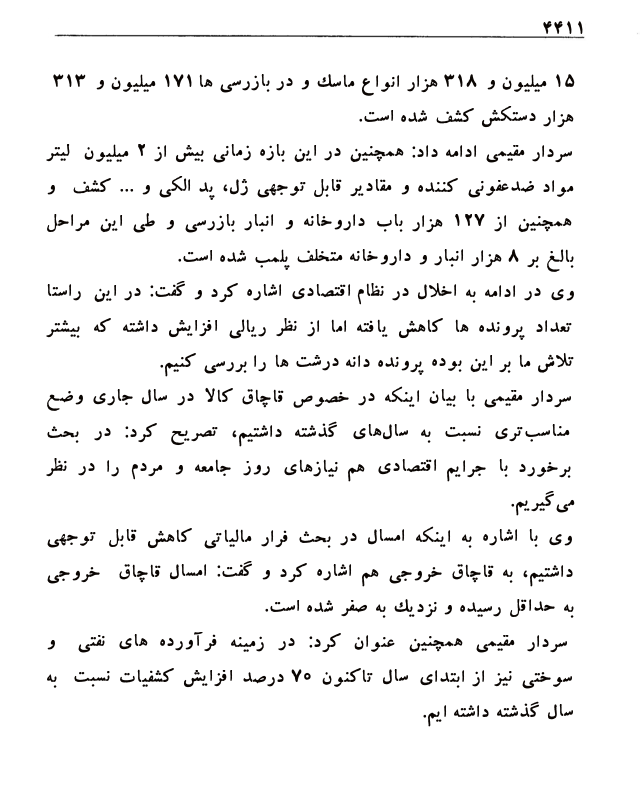 ۴۴۱۱
۱۵ میلیون و ۳۱۸ هزار انواع ماسك و در بازرسی ها ۱۷۱ میلیون و ۳۱۳
هزار دستکش کشف شده است.
سردار مقیمی ادامه داد: همچنین در این بازه زمانی بیش از ۲ میلیون لیتر
مواد ضدعفونی کننده و مقادیر قابل توجهی ژل، پد الکی و ... کشف و
همچنین از ۱۲۷ هزار باب داروخانه و انبار بازرسی و طی این مراحل
بالغ بر ۸ هزار انبار و داروخانه متخلف پلمب شده است.
وی در ادامه به اخلال در نظام اقتصادی اشاره کرد و گفت: در این راستا
تعداد پرونده ها کاهش یافته اما از نظر ریالی افزایش داشته که بیشتر
تلاش ما بر این بوده پرونده دانه درشت ها را بررسی کنیم.
سردار مقیمی با بیان اینکه در خصوص قاچاق کالا در سال جاری وضع
مناسب‌تری نسبت به سال‌های گذشته داشتیم، تصریح کرد: در بحث
برخورد با جرایم اقتصادی هم نیازهای روز جامعه و مردم را در نظر
می‌گیریم.
وی با اشاره به اینکه امسال در بحث فرار مالیاتی کاهش قابل توجهی
داشتیم، به قاچاق خروجی هم اشاره کرد و گفت: امسال قاچاق خروجی
به حداقل رسیده و نزدیك به صفر شده است.
سردار مقیمی همچنین عنوان کرد: در زمینه فرآورده های نفتی و
سوختی نیز از ابتدای سال تاکنون ۷۰ درصد افزایش کشفیات نسبت به
سال گذشته داشته ایم.